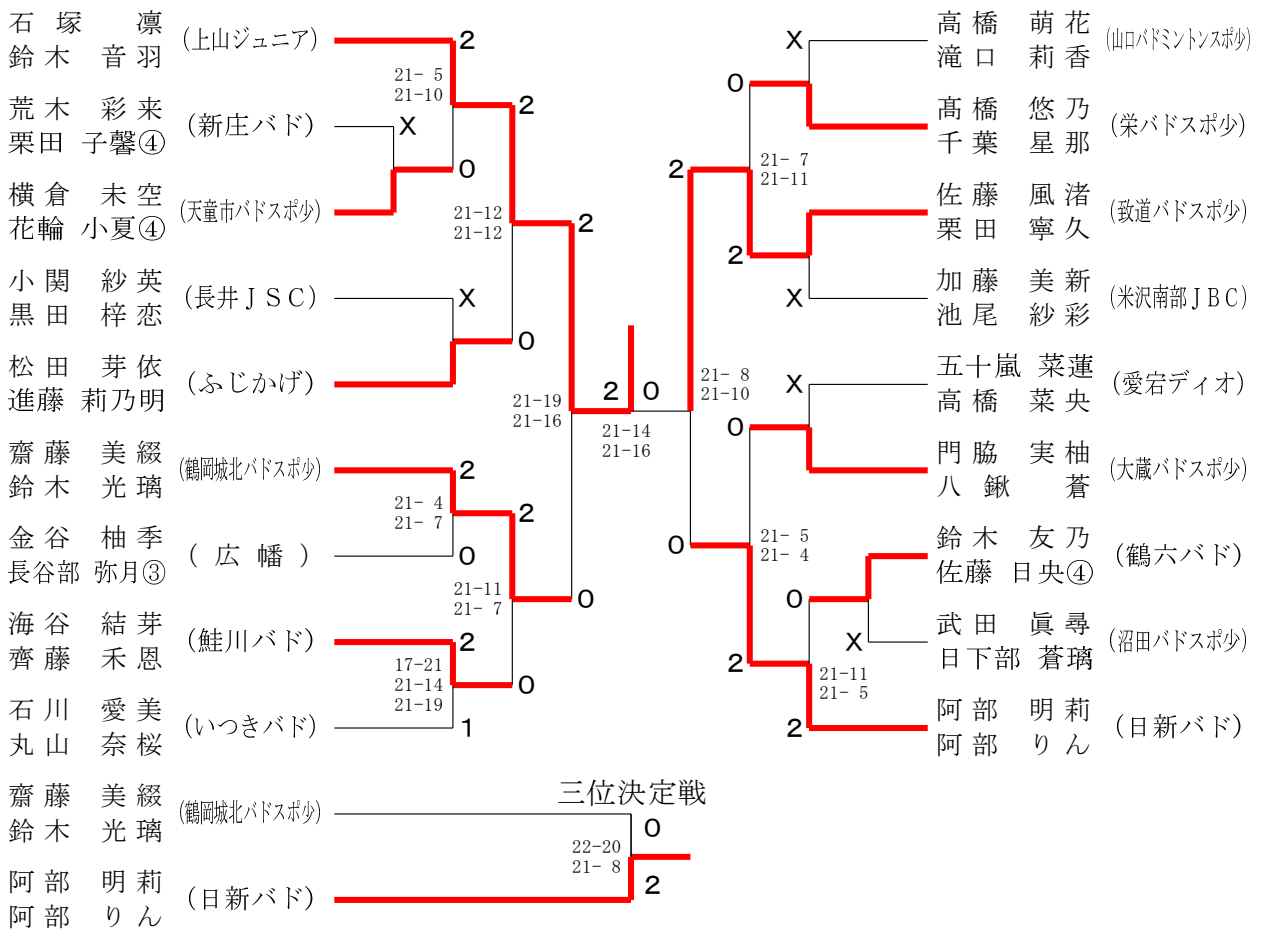 石塚 凛
鈴木 音羽
(上山ジュニア)
荒木 彩来
栗田 子馨④
(新庄バド)
横倉 未空
花輪 小夏④
(天童市バドスポ少)
小関 紗英
黒田 梓恋
(長井JSC)
松田 芽依
進藤 莉乃明
(ふじかげ)
齋藤 美綴
鈴木 光璃
(鶴岡城北バドスポ少)
金谷 柚季
長谷部 弥月③
(広幡)
海谷 結芽
齊藤 禾恩
(鮭川バド)
石川 愛美
丸山 奈桜
(いつきバド)
2
21- 5
21-10
X
0
2
21-12
21-12
X
0
2
2
21- 4
21- 7
0
2
21-11
21- 7
2
17-21
21-14
21-19
1
0
0
21-19
21-16
2 0
21-14
21-16
X
0
21- 7
21-11
2
X
2
21- 8
21-10
X
0
21- 5
21- 4
0
0
X
2
21-11
21- 5
2
高橋 萌花
滝口 莉香
(山口バドミントンスポ少)
髙橋 悠乃
千葉 星那
(栄バドスポ少)
佐藤 風渚
栗田 寧久
(致道バドスポ少)
加藤 美新
池尾 紗彩
(米沢南部JBC)
五十嵐 菜蓮
高橋 菜央
(愛宕ディオ)
門脇 実柚
八鍬 蒼
(大蔵バドスポ少)
鈴木 友乃
佐藤 日央④
(鶴六バド)
武田 眞尋
日下部 蒼璃
(沼田バドスポ少)
阿部 明莉
阿部 りん
(日新バド)
三位決定戦
齋藤 美綴
鈴木 光璃
(鶴岡城北バドスポ少)
0
22-20
21- 8
2
阿部 明莉
阿部 りん
(日新バド)